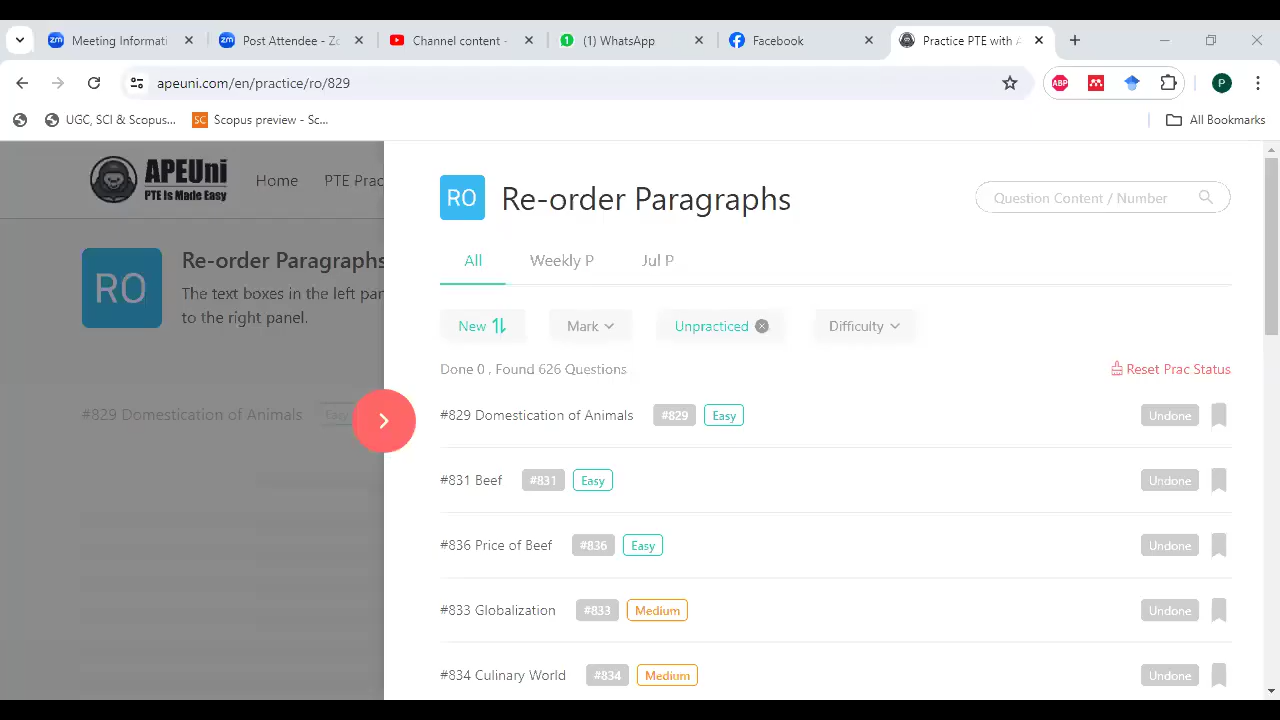 Meeting Informati
Post Attendee - Zo
Channel content -
(1) WhatsApp
Facebook
Practice PTE with A
apeuni.com/en/practice/ro/829
ABP
P
UGC, SCI & Scopus...
SC Scopus preview - Sc...
All Bookmarks
APEUni
PTE Is Made Easy
Home
PTE Prac
RO
Re-order Paragraphs
The text boxes in the left pan
to the right panel.
#829 Domestication of Animals
Easy
RO Re-order Paragraphs
Question Content / Number
All Weekly P Jul P
New Mark Unpracticed Difficulty
Done 0 , Found 626 Questions
Reset Prac Status
#829 Domestication of Animals #829 Easy Undone
#831 Beef #831 Easy Undone
#836 Price of Beef #836 Easy Undone
#833 Globalization #833 Medium Undone
#834 Culinary World #834 Medium Undone